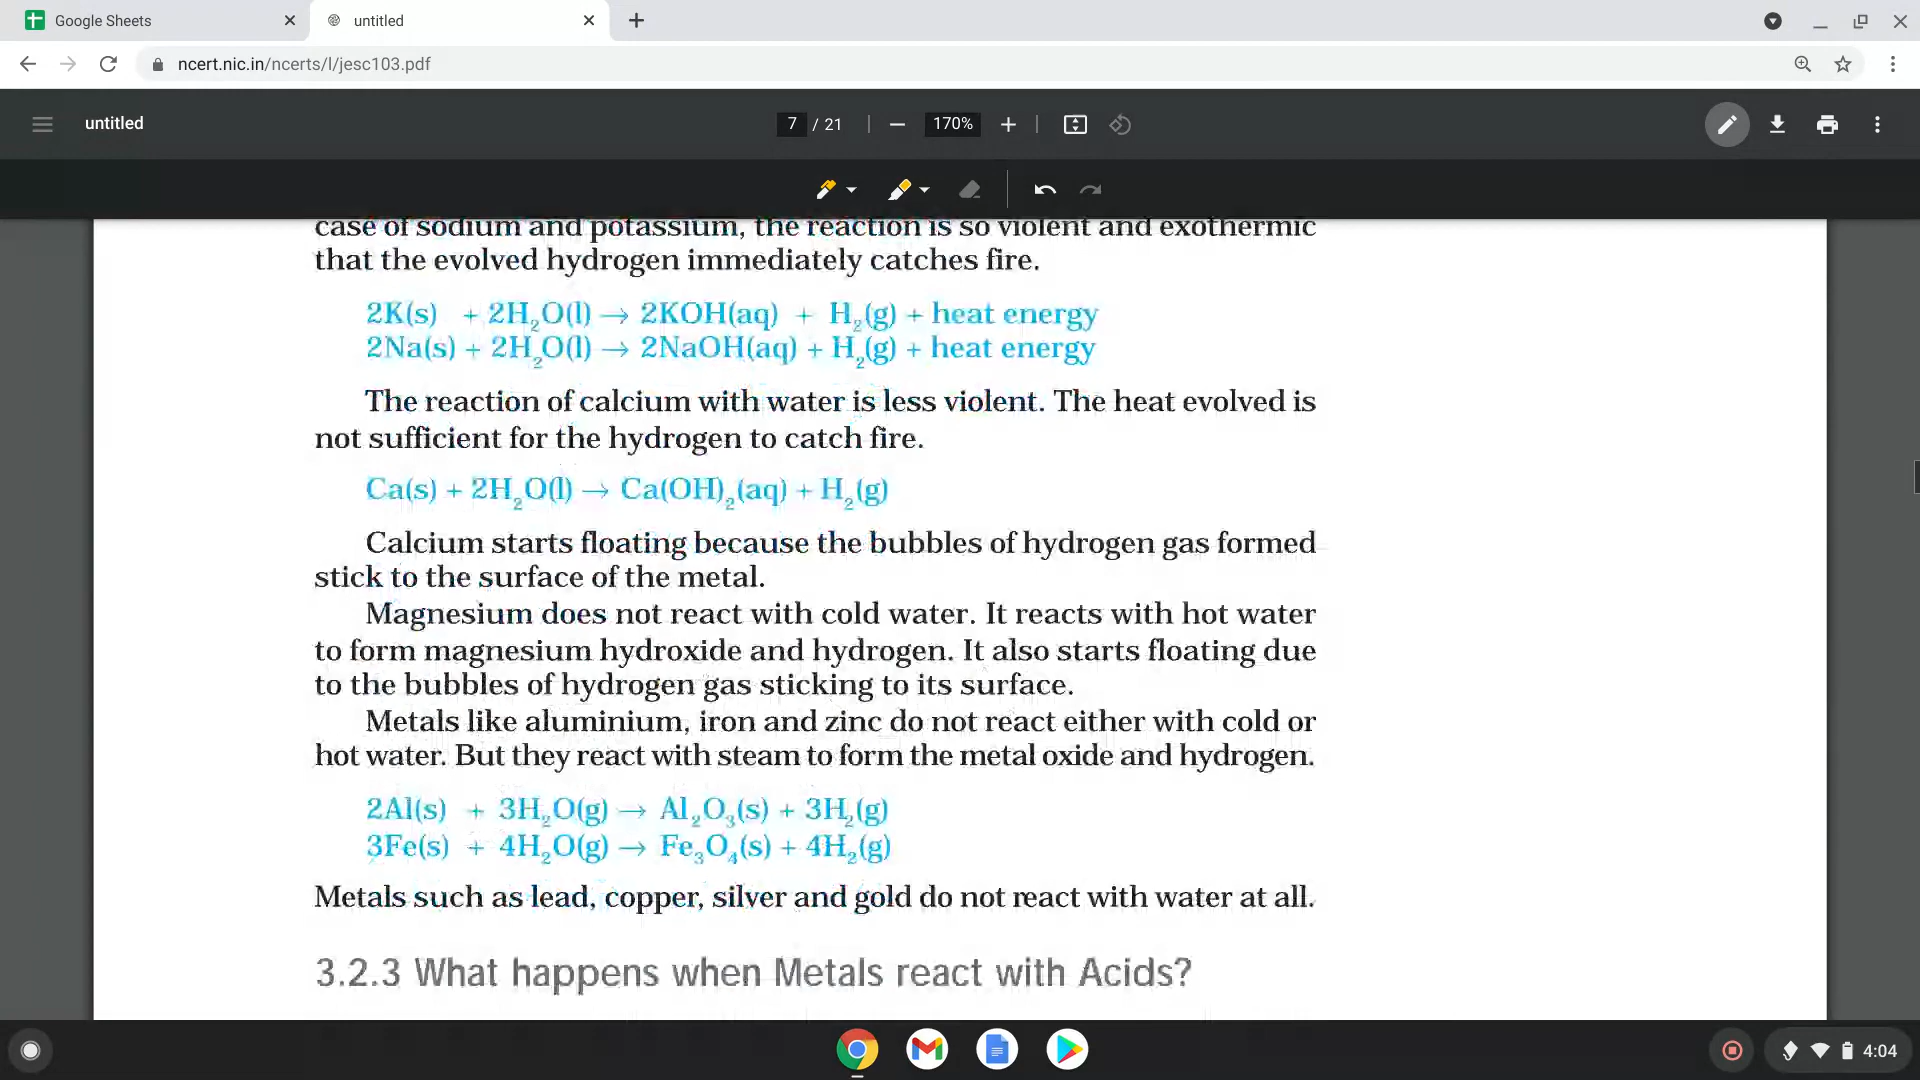 Google Sheets
untitled
ncert.nic.in/ncerts/l/jesc103.pdf
untitled
7 / 21
170%
case of sodium and potassium, the reaction is so violent and exothermic
that the evolved hydrogen immediately catches fire.
2K(s) + 2H₂O(l) → 2KOH(aq) + H₂(g) + heat energy
2Na(s) + 2H₂O(l) → 2NaOH(aq) + H₂(g) + heat energy
The reaction of calcium with water is less violent. The heat evolved is
not sufficient for the hydrogen to catch fire.
Ca(s) + 2H₂O(l) → Ca(OH)₂(aq) + H₂(g)
Calcium starts floating because the bubbles of hydrogen gas formed
stick to the surface of the metal.
Magnesium does not react with cold water. It reacts with hot water
to form magnesium hydroxide and hydrogen. It also starts floating due
to the bubbles of hydrogen gas sticking to its surface.
Metals like aluminium, iron and zinc do not react either with cold or
hot water. But they react with steam to form the metal oxide and hydrogen.
2Al(s) + 3H₂O(g) → Al₂O₃(s) + 3H₂(g)
3Fe(s) + 4H₂O(g) → Fe₃O₄(s) + 4H₂(g)
Metals such as lead, copper, silver and gold do not react with water at all.
3.2.3 What happens when Metals react with Acids?
4:04